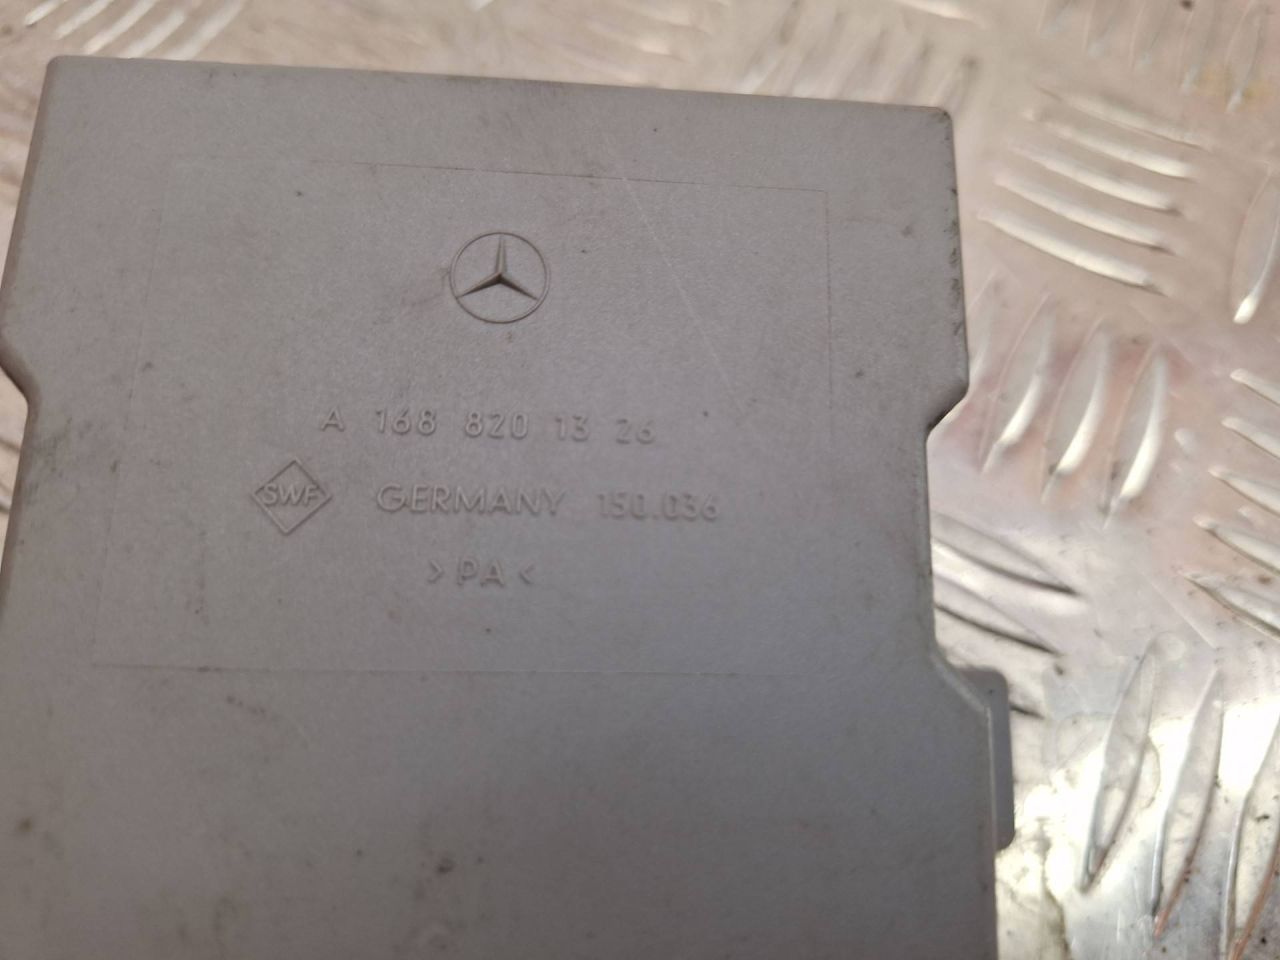 A 168 820 13 26
SWF GERMANY 150.036
>PA<